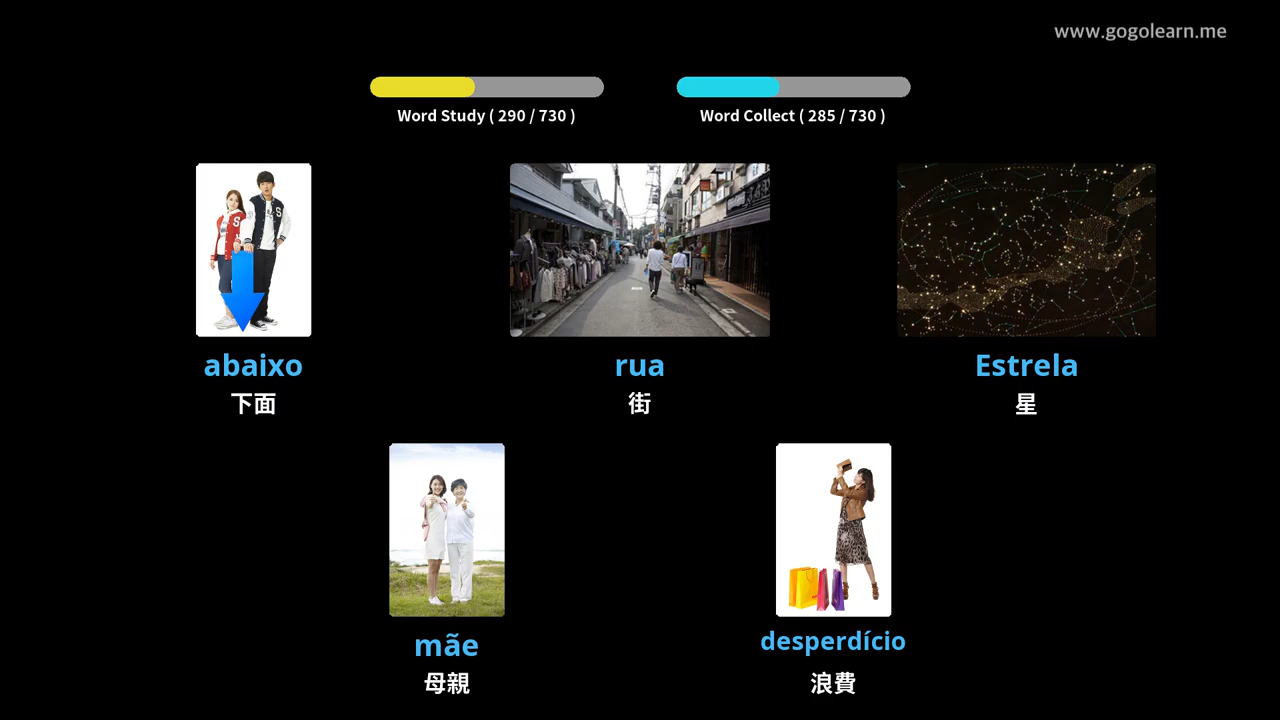 www.gogolearn.me
Word Study ( 290 / 730 )
Word Collect ( 285 / 730 )
abaixo
下面
rua
街
Estrela
星
mãe
母親
desperdício
浪費